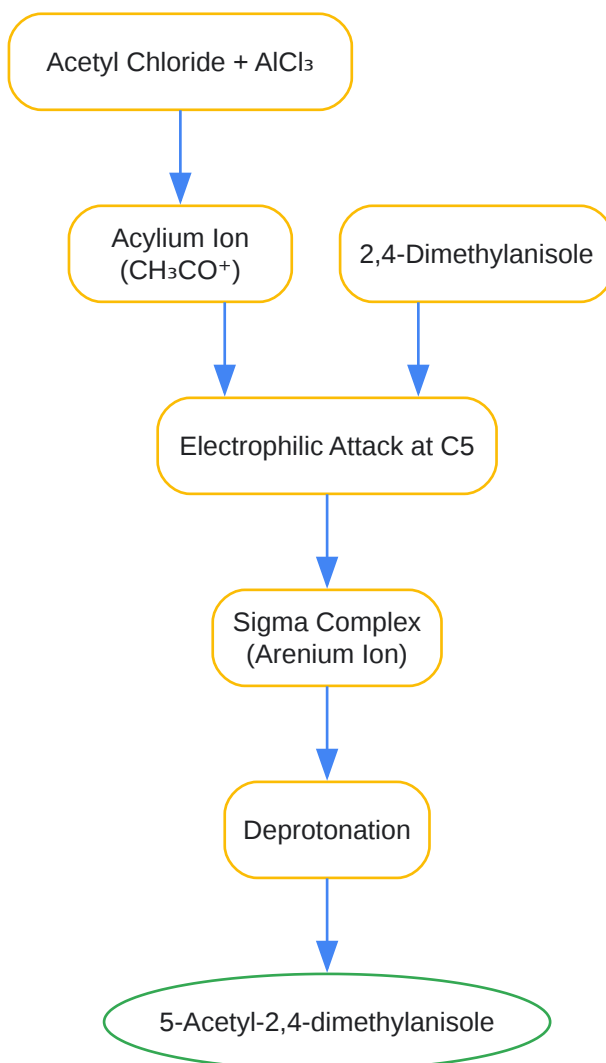 Acetyl Chloride + AlCl₃
Acylium Ion
(CH₃CO⁺)
2,4-Dimethylanisole
Electrophilic Attack at C5
Sigma Complex
(Arenium Ion)
Deprotonation
5-Acetyl-2,4-dimethylanisole